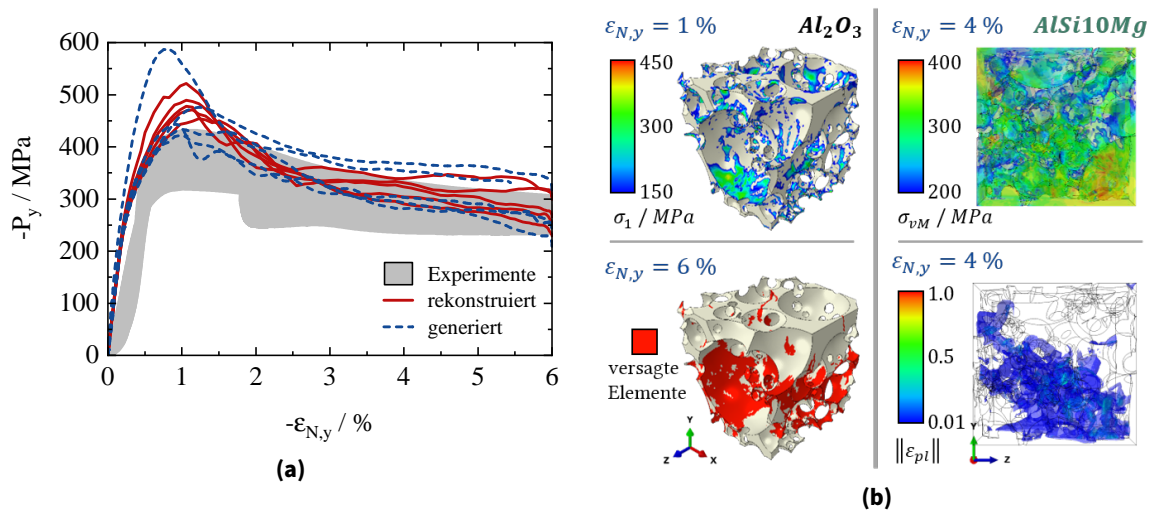 600
500
400
300
200
100
0
0 1 2 3 4 5 6
-P_y / MPa
-ε_N,y / %
Experimente
rekonstruiert
generiert
(a)
ε_N,y = 1 %
Al₂O₃
450
300
150
σ₁ / MPa
ε_N,y = 4 %
AlSi10Mg
400
300
200
σ_vM / MPa
ε_N,y = 6 %
versagte
Elemente
Y
Z
X
ε_N,y = 4 %
1.0
0.5
0.01
‖ε_pl‖
Y
Z
(b)